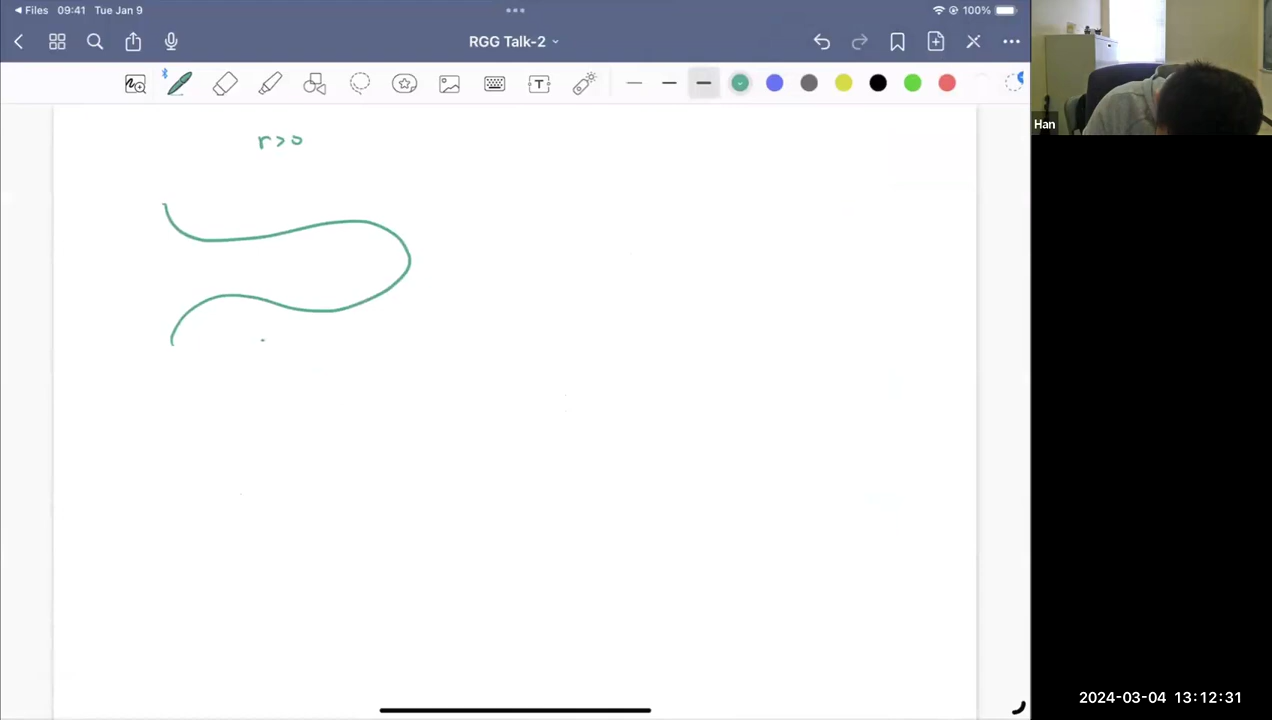 Files 09:41 Tue Jan 9
100%
RGG Talk-2
T
r>0
Han
2024-03-04 13:12:31